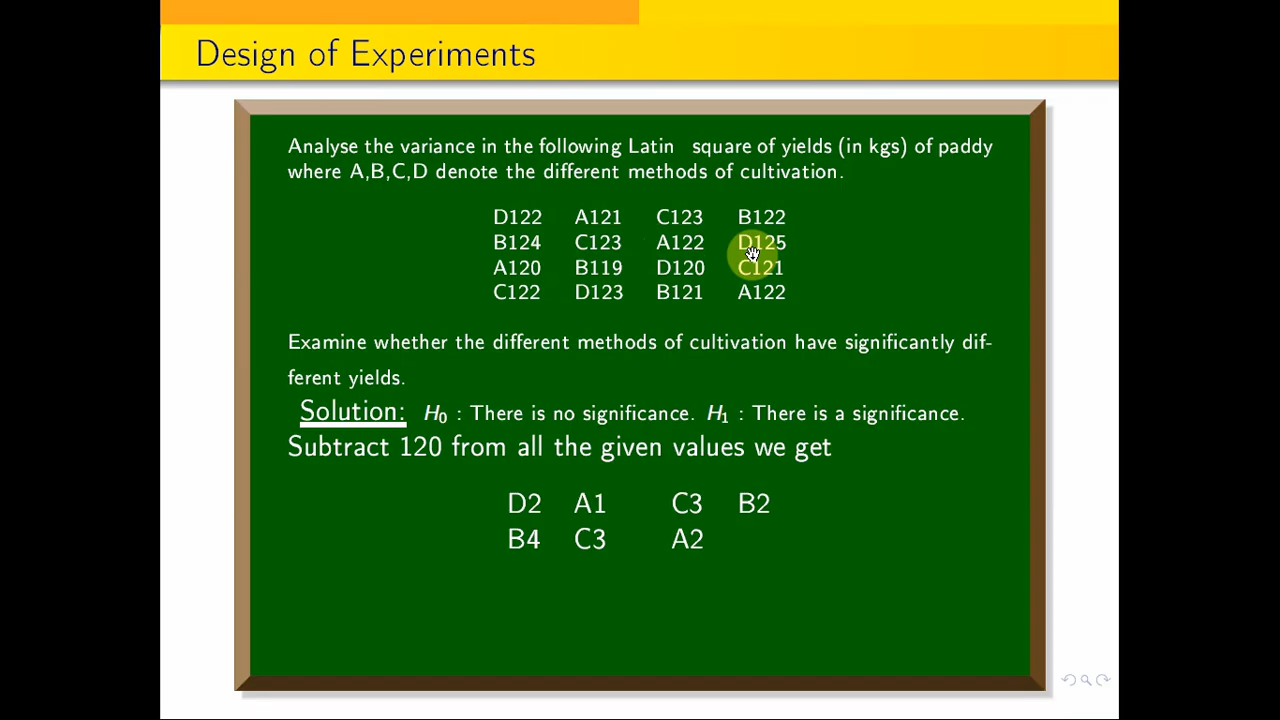 Design of Experiments
Analyse the variance in the following Latin square of yields (in kgs) of paddy
where A,B,C,D denote the different methods of cultivation.
D122 A121 C123 B122
B124 C123 A122 D125
A120 B119 D120 C121
C122 D123 B121 A122
Examine whether the different methods of cultivation have significantly dif-
ferent yields.
Solution: H0 : There is no significance. H1 : There is a significance.
Subtract 120 from all the given values we get
D2 A1 C3 B2
B4 C3 A2